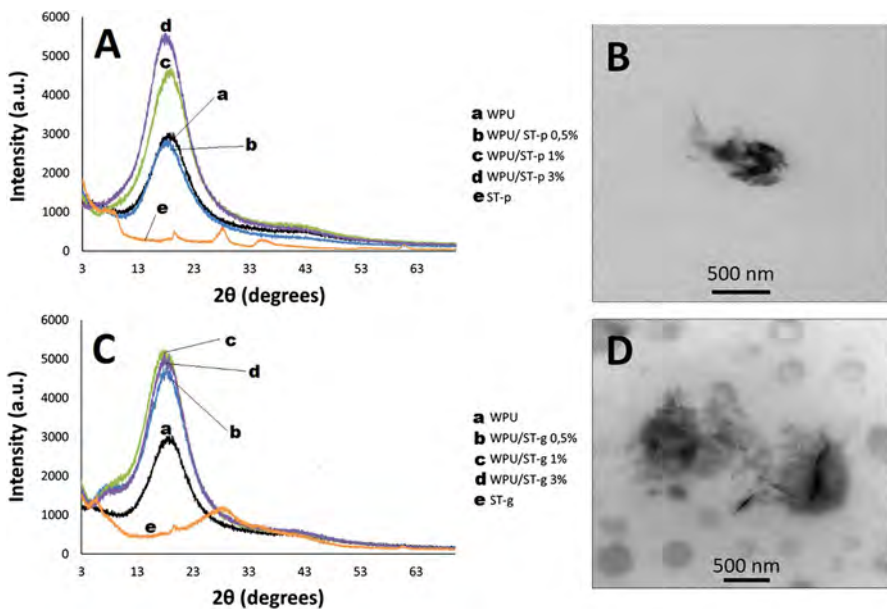 A
Intensity (a.u.)
6000
5000
4000
3000
2000
1000
0
d
c
a
b
e
3 13 23 33 43 53 63
2θ (degrees)
a WPU
b WPU/ ST-p 0,5%
c WPU/ST-p 1%
d WPU/ST-p 3%
e ST-p
B
500 nm
C
Intensity (a.u.)
6000
5000
4000
3000
2000
1000
0
c
d
b
a
e
3 13 23 33 43 53 63
2θ (degrees)
a WPU
b WPU/ST-g 0,5%
c WPU/ST-g 1%
d WPU/ST-g 3%
e ST-g
D
500 nm